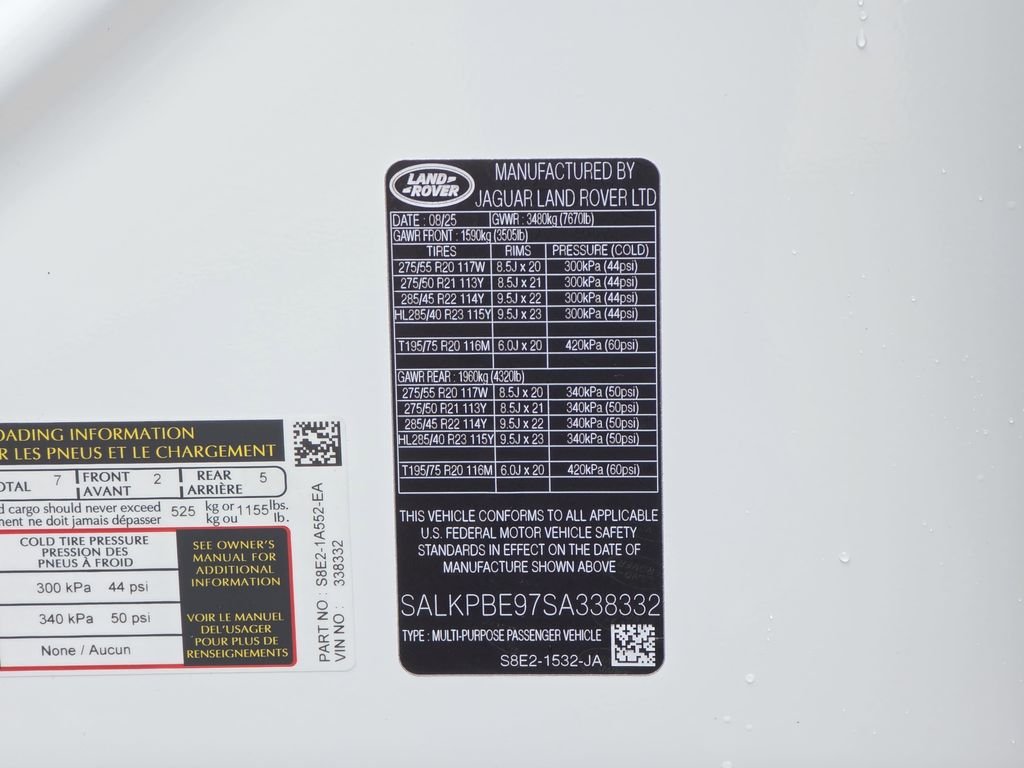 LAND-
-ROVER
MANUFACTURED BY
JAGUAR LAND ROVER LTD
DATE : 08/25 GVWR : 3480kg (7670lb)
GAWR FRONT : 1590kg (3505lb)
TIRES RIMS PRESSURE (COLD)
275/55 R20 117W 8.5J x 20 300kPa (44psi)
275/50 R21 113Y 8.5J x 21 300kPa (44psi)
285/45 R22 114Y 9.5J x 22 300kPa (44psi)
HL285/40 R23 115Y 9.5J x 23 300kPa (44psi)
T195/75 R20 116M 6.0J x 20 420kPa (60psi)
GAWR REAR : 1960kg (4320lb)
275/55 R20 117W 8.5J x 20 340kPa (50psi)
275/50 R21 113Y 8.5J x 21 340kPa (50psi)
285/45 R22 114Y 9.5J x 22 340kPa (50psi)
HL285/40 R23 115Y 9.5J x 23 340kPa (50psi)
T195/75 R20 116M 6.0J x 20 420kPa (60psi)
THIS VEHICLE CONFORMS TO ALL APPLICABLE
U.S. FEDERAL MOTOR VEHICLE SAFETY
STANDARDS IN EFFECT ON THE DATE OF
MANUFACTURE SHOWN ABOVE
SALKPBE97SA338332
TYPE : MULTI-PURPOSE PASSENGER VEHICLE
S8E2-1532-JA
OADING INFORMATION
R LES PNEUS ET LE CHARGEMENT
OTAL 7 FRONT 2 REAR 5
AVANT ARRIÈRE
d cargo should never exceed 525 kg or 1155 lbs.
ment ne doit jamais dépasser kg ou lb.
COLD TIRE PRESSURE
PRESSION DES
PNEUS À FROID
300 kPa 44 psi
340 kPa 50 psi
None / Aucun
SEE OWNER'S
MANUAL FOR
ADDITIONAL
INFORMATION
VOIR LE MANUEL
DEL'USAGER
POUR PLUS DE
RENSEIGNEMENTS
PART NO : S8E2-1A552-EA
VIN NO : 338332